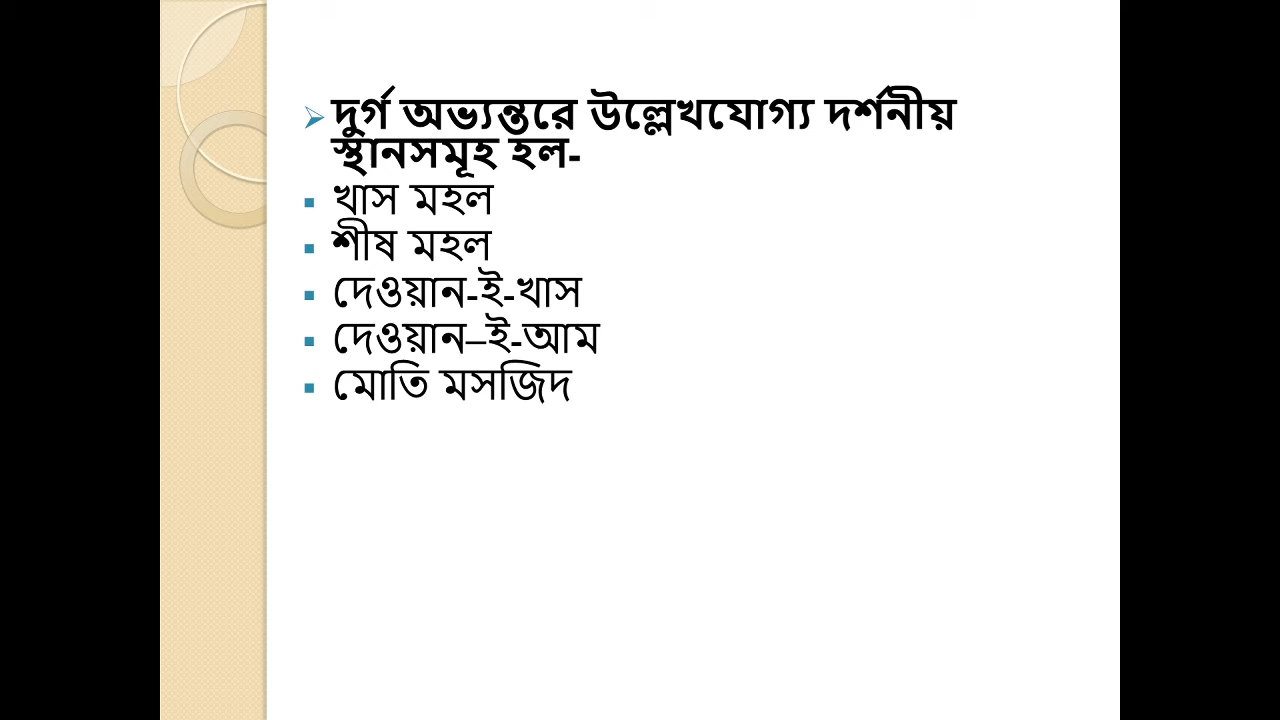 দুর্গ অভ্যন্তরে উল্লেখযোগ্য দর্শনীয়
স্থানসমূহ হল-
খাস মহল
শীষ মহল
দেওয়ান-ই-খাস
দেওয়ান–ই-আম
মোতি মসজিদ